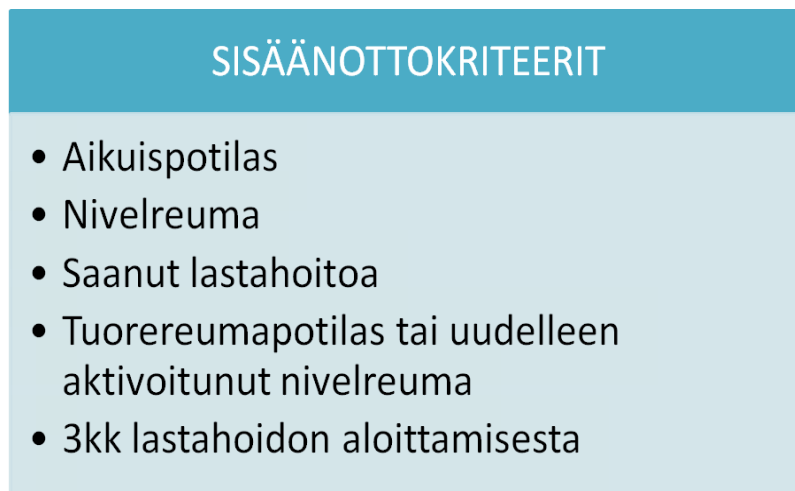 SISÄÄNOTTOKRITEERIT
• Aikuispotilas
• Nivelreuma
• Saanut lastahoitoa
• Tuorereumapotilas tai uudelleen
aktivoitunut nivelreuma
• 3kk lastahoidon aloittamisesta